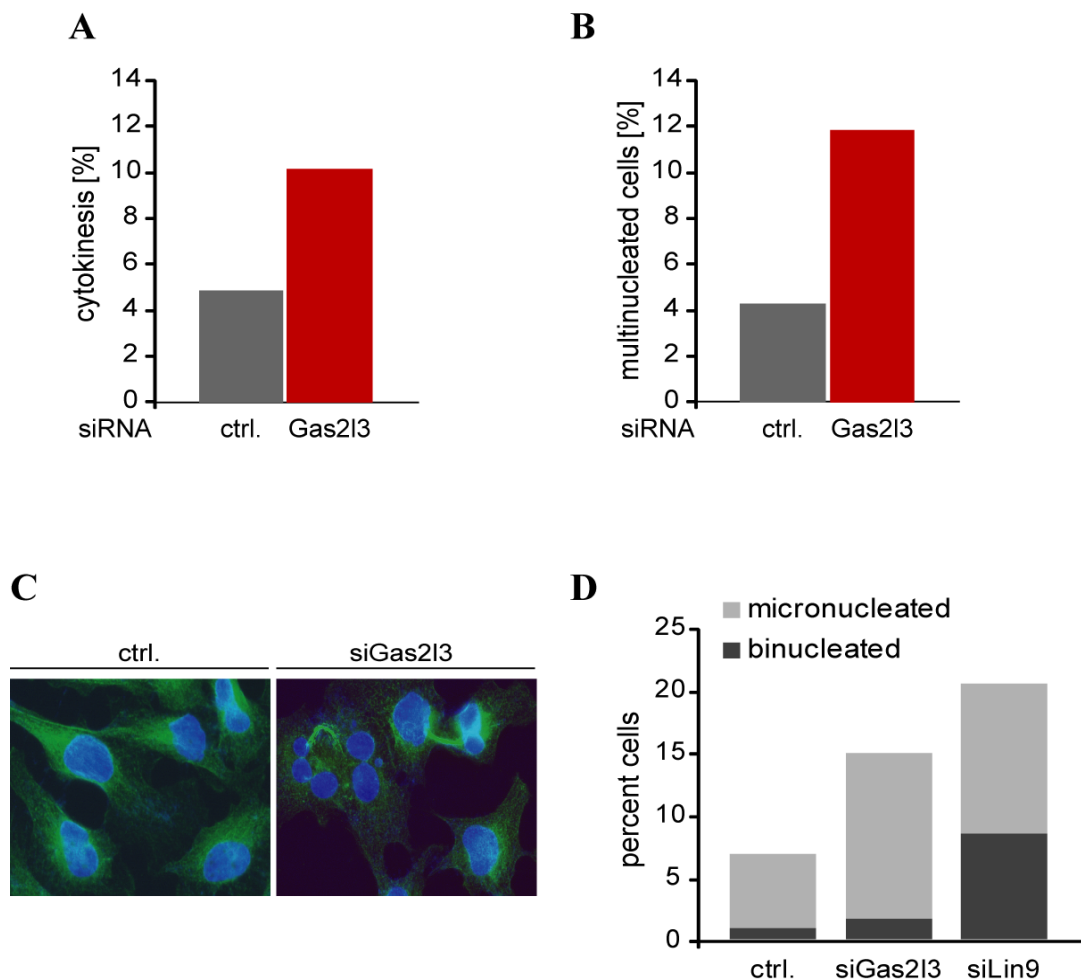 A
cytokinesis [%]
14
12
10
8
6
4
2
0
siRNA ctrl. Gas2l3
B
multinucleated cells [%]
14
12
10
8
6
4
2
0
siRNA ctrl. Gas2l3
C
ctrl. siGas2l3
D
micronucleated
binucleated
percent cells
25
20
15
10
5
0
ctrl. siGas2l3 siLin9